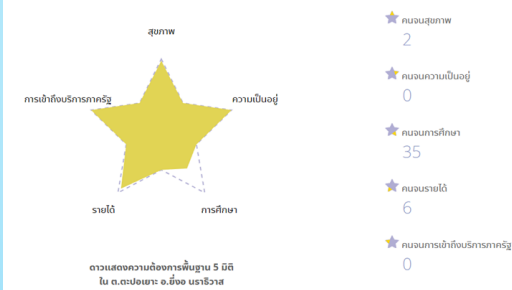 สุขภาพ
การเข้าถึงบริการภาครัฐ
ความเป็นอยู่
รายได้
การศึกษา
ดาวแสดงความต้องการพื้นฐาน 5 มิติ
ใน ต.ตะปอเยาะ อ.ยี่งอ นราธิวาส
คนจนสุขภาพ
2
คนจนความเป็นอยู่
0
คนจนการศึกษา
35
คนจนรายได้
6
คนจนการเข้าถึงบริการภาครัฐ
0